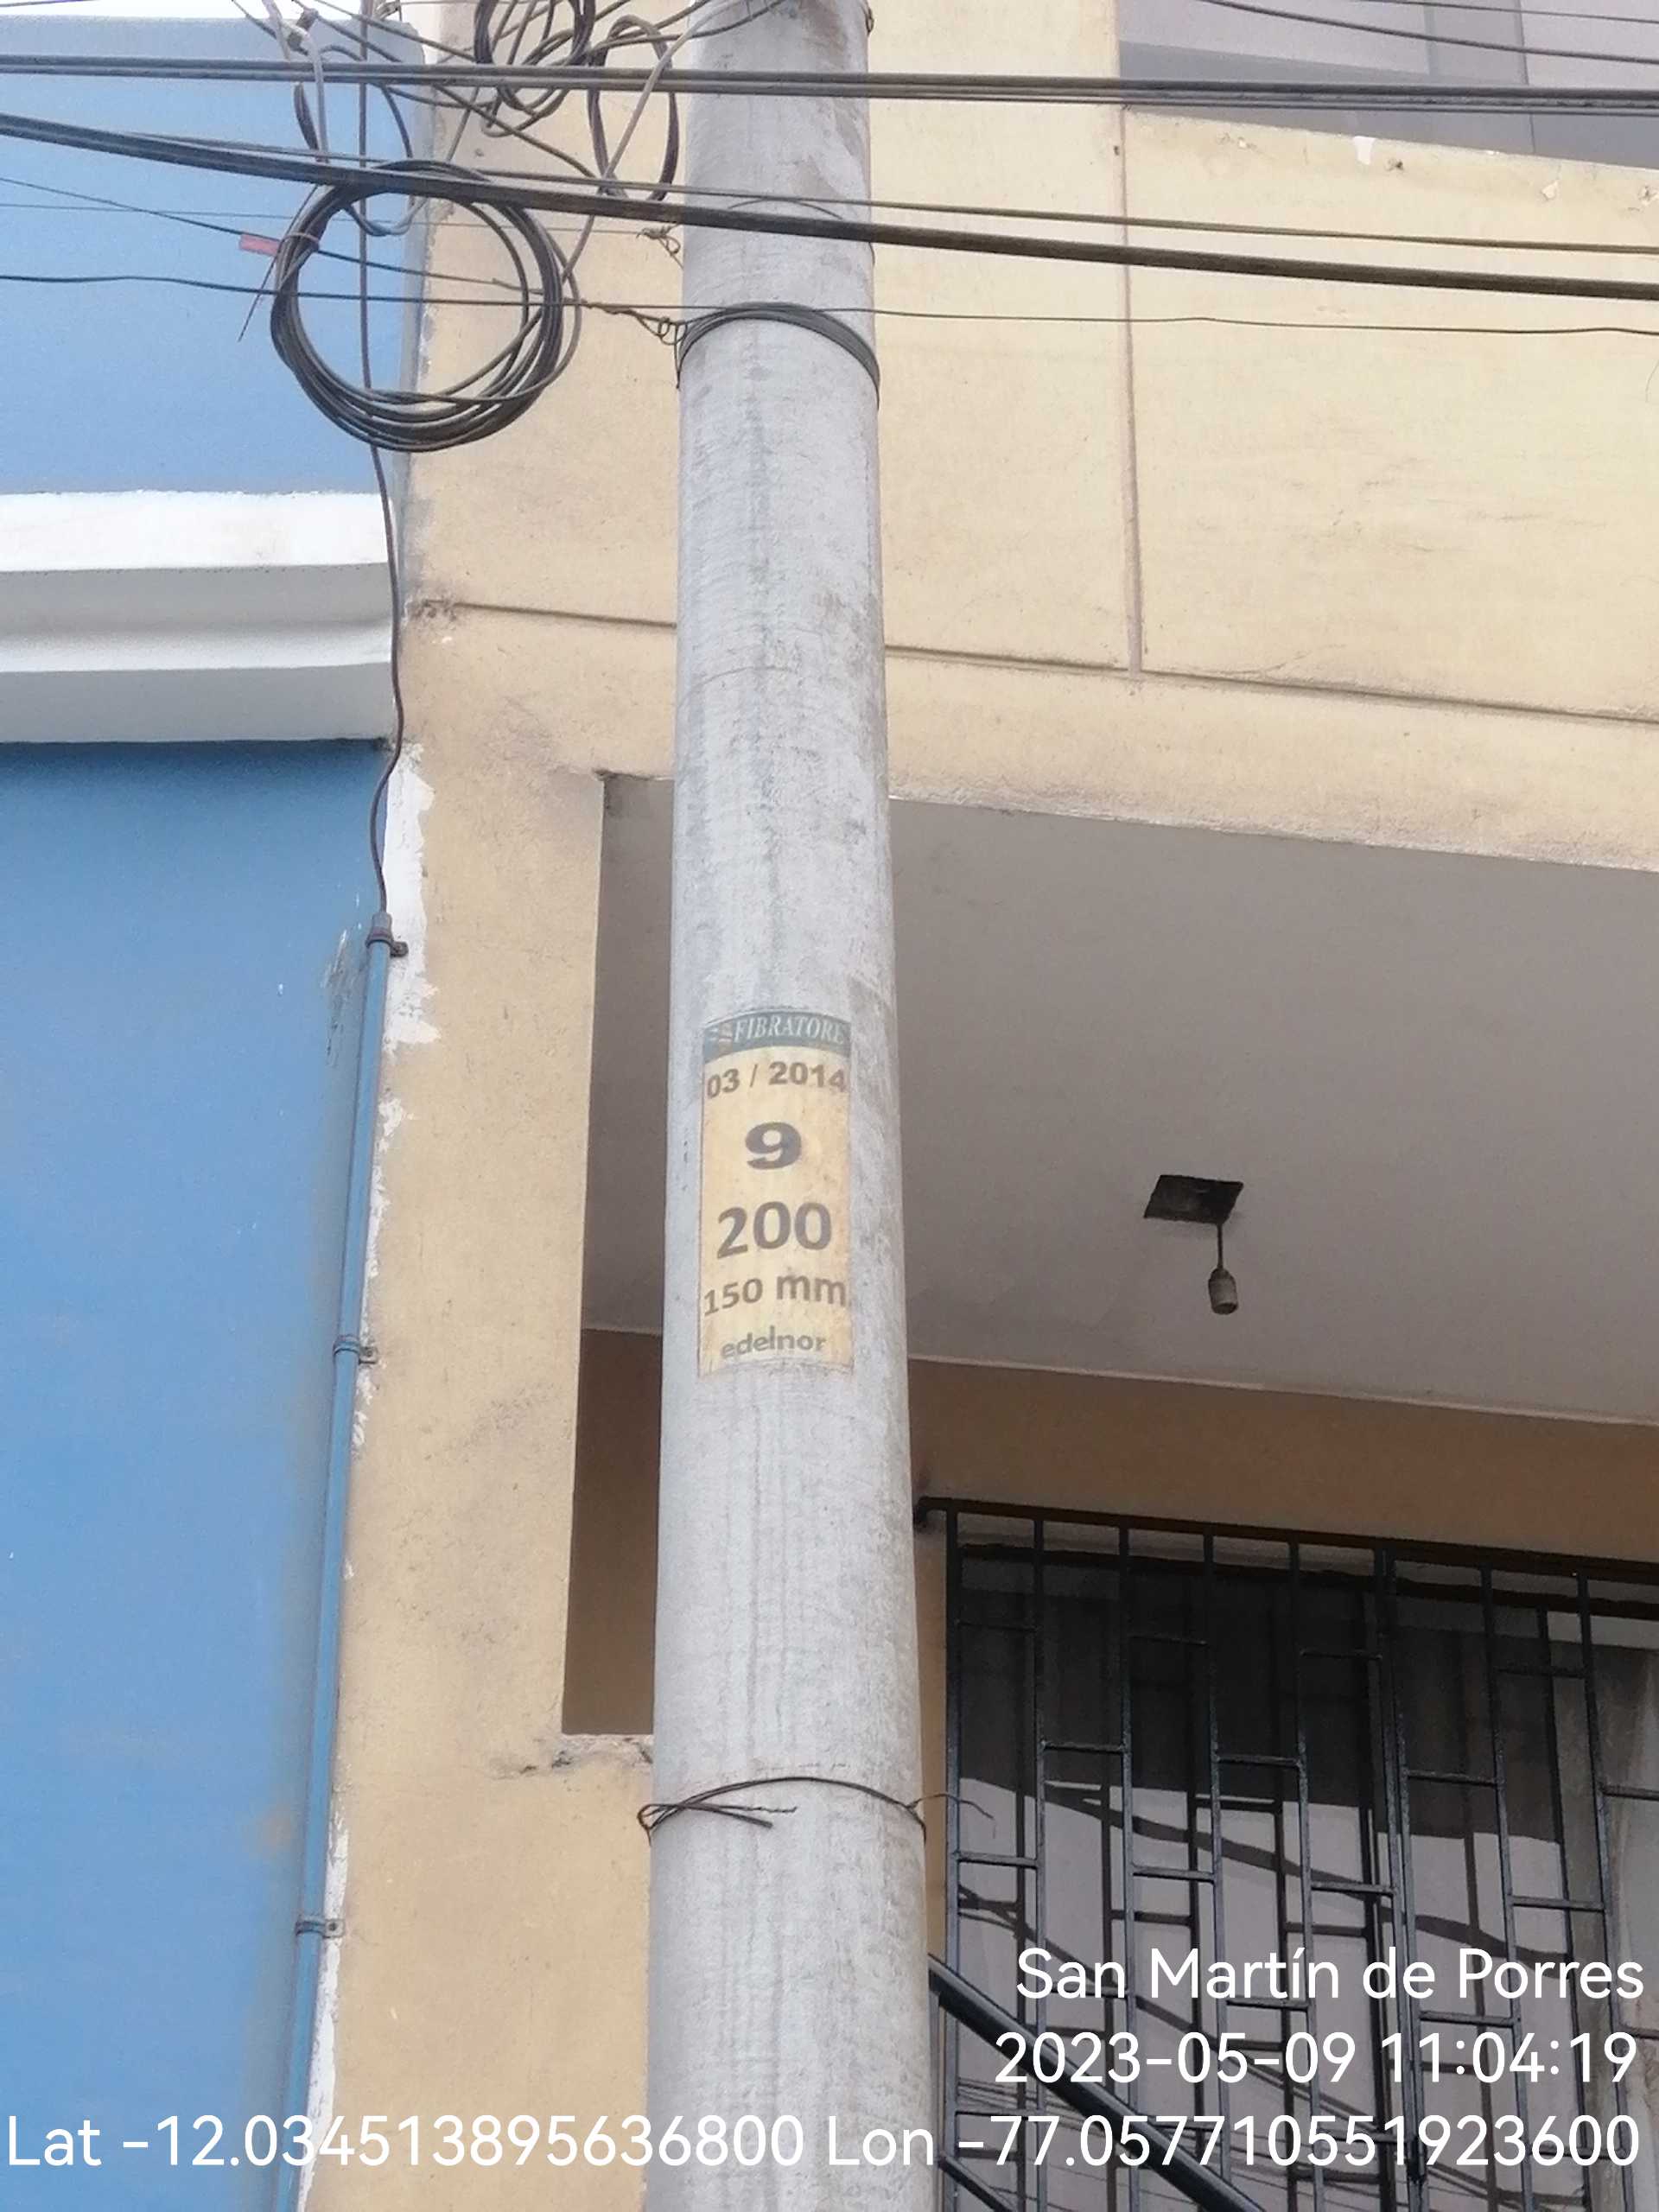 FIBRATORE
03 / 2014
9
200
150 mm
edelnor
San Martín de Porres
2023-05-09 11:04:19
Lat -12.034513895636800 Lon -77.057710551923600